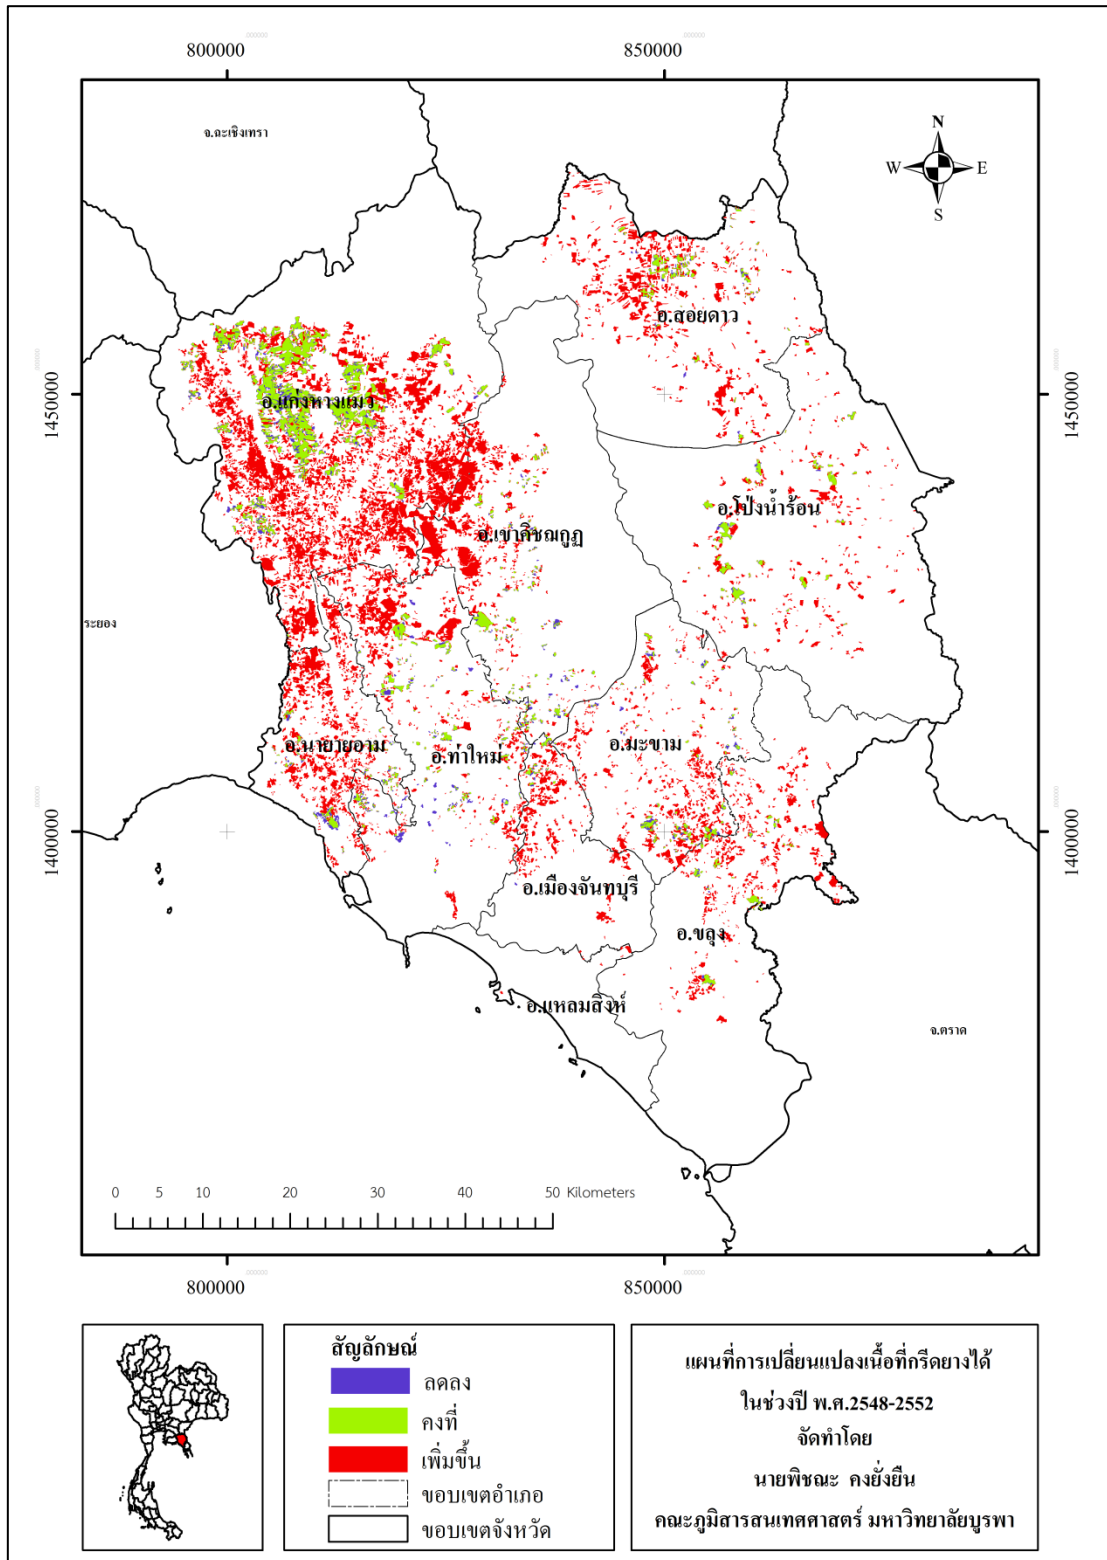 800000
850000
จ.ฉะเชิงเทรา
N
W
E
S
อ.สอยดาว
1450000
1450000
อ.แก่งหางแมว
อ.โป่งน้ำร้อน
อ.เขาคิชฌกูฏ
ระยอง
อ.นายายอาม
อ.ท่าใหม่
อ.มะขาม
1400000
1400000
อ.เมืองจันทบุรี
อ.ขลุง
อ.แหลมสิงห์
จ.ตราด
0 5 10 20 30 40 50 Kilometers
800000
850000
สัญลักษณ์
ลดลง
คงที่
เพิ่มขึ้น
ขอบเขตอำเภอ
ขอบเขตจังหวัด
แผนที่การเปลี่ยนแปลงเนื้อที่กรีดยางได้
ในช่วงปี พ.ศ.2548-2552
จัดทำโดย
นายพิชณะ คงยั่งยืน
คณะภูมิสารสนเทศศาสตร์ มหาวิทยาลัยบูรพา